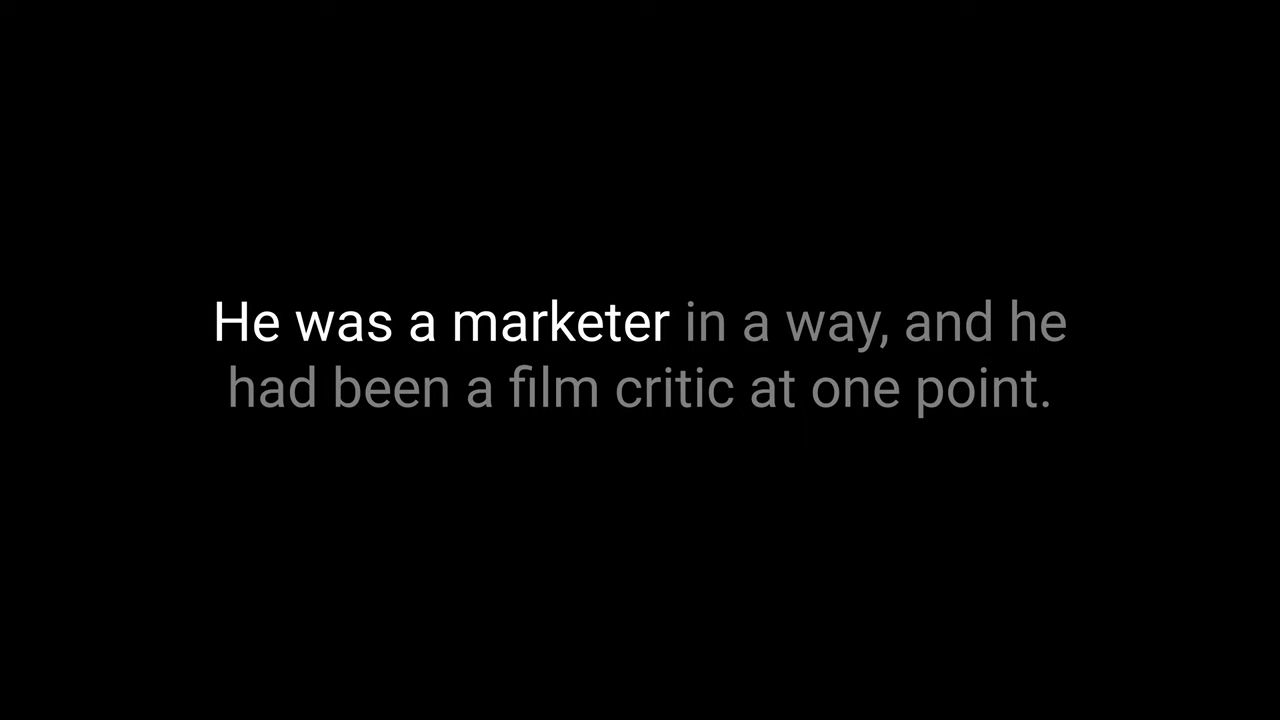 He was a marketer in a way, and he
had been a film critic at one point.